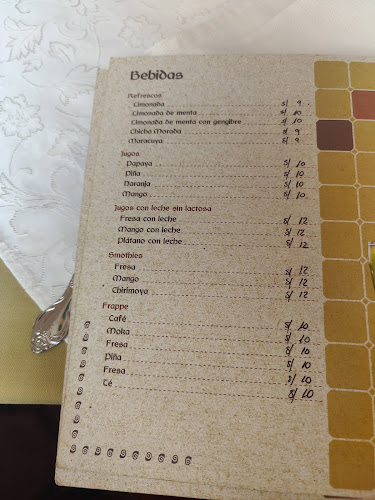 Bebidas
Refrescos
Limonada s/ 9
Limonada de menta s/ 10
Limonada de menta con gengibre s/ 10
Chicha Morada s/ 9
Maracuya s/ 9
Jugos
Papaya s/ 10
Piña s/ 10
Naranja s/ 10
Mango s/ 10
Jugos con leche sin lactosa
Fresa con leche s/ 12
Mango con leche s/ 12
Plátano con leche s/ 12
Smothies
Fresa s/ 12
Mango s/ 12
Chirimoya s/ 12
Frappe
Café s/ 10
Moka s/ 10
Fresa s/ 10
Piña s/ 10
Fresa s/ 10
Té s/ 10